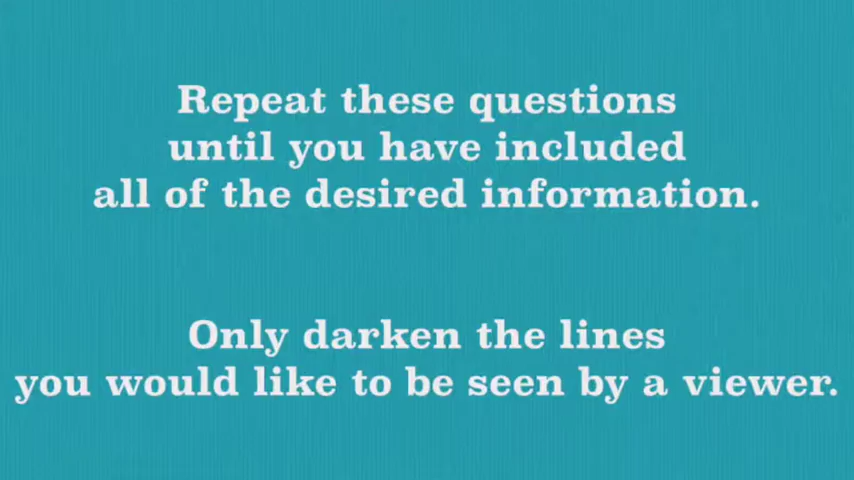 Repeat these questions
until you have included
all of the desired information.
Only darken the lines
you would like to be seen by a viewer.